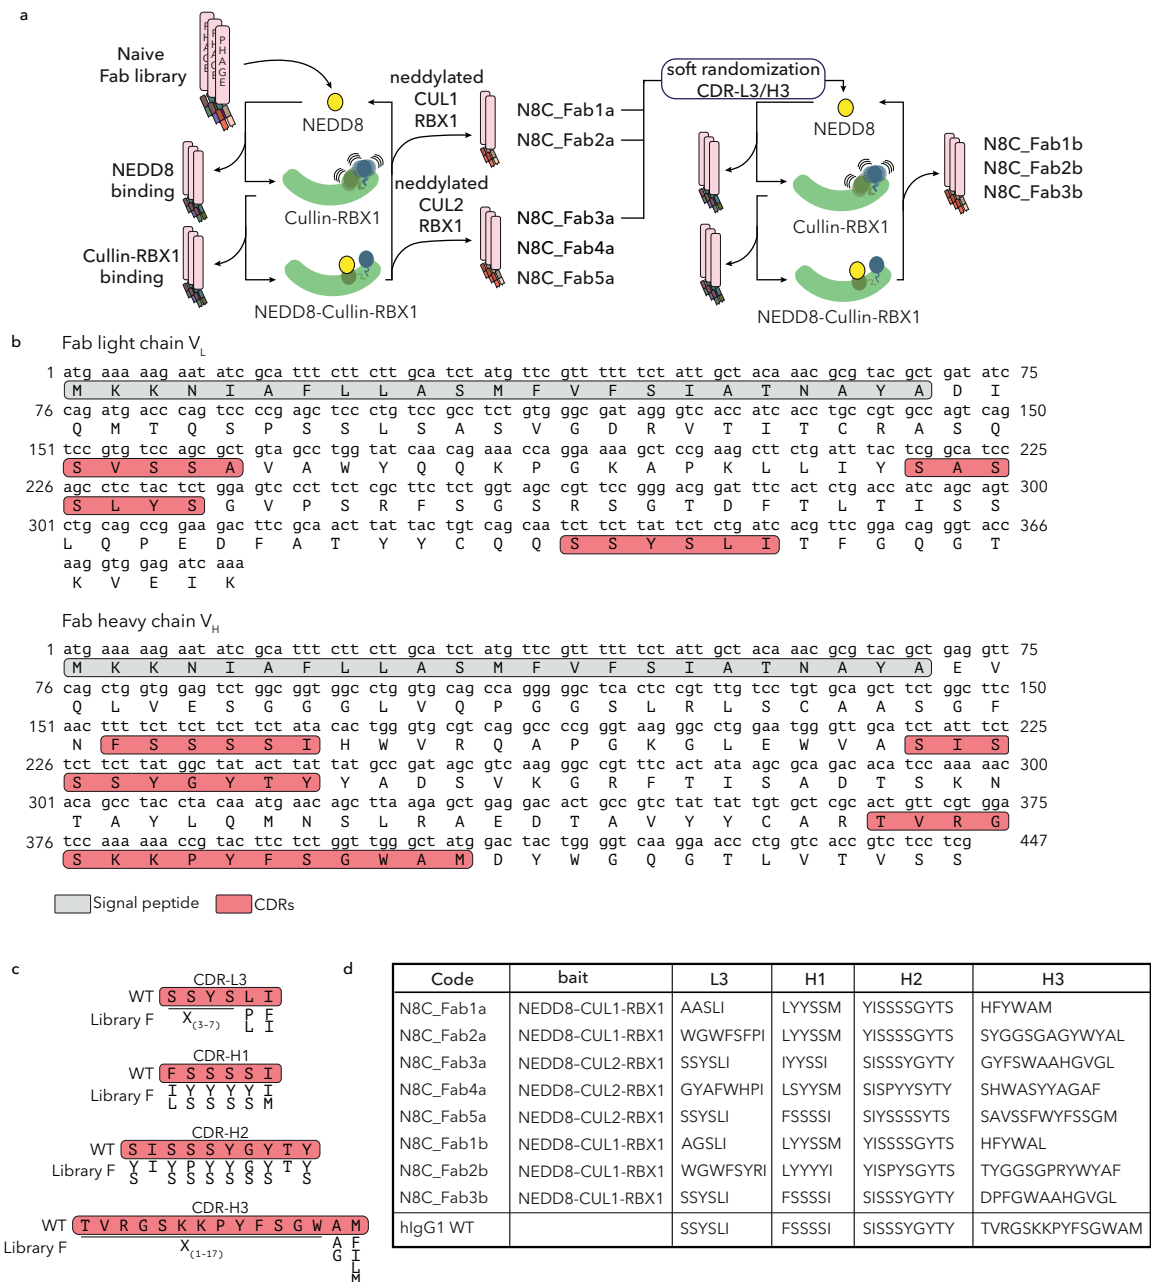 a
PHAGE
Naive
Fab library
NEDD8
NEDD8
binding
Cullin-RBX1
Cullin-RBX1
binding
NEDD8-Cullin-RBX1
neddylated
CUL1
RBX1
neddylated
CUL2
RBX1
N8C_Fab1a
N8C_Fab2a
N8C_Fab3a
N8C_Fab4a
N8C_Fab5a
soft randomization
CDR-L3/H3
NEDD8
Cullin-RBX1
NEDD8-Cullin-RBX1
N8C_Fab1b
N8C_Fab2b
N8C_Fab3b
b
Fab light chain VL
1 atg aaa aag aat atc gca ttt ctt ctt gca tct atg ttc gtt ttt tct att gct aca aac gcg tac gct gat atc 75
M K K N I A F L L A S M F V F S I A T N A Y A D I
76 cag atg acc cag tcc ccg agc tcc ctg tcc gcc tct gtg ggc gat agg gtc acc atc acc tgc cgt gcc agt cag 150
Q M T Q S P S S L S A S V G D R V T I T C R A S Q
151 tcc gtg tcc agc gct gta gcc tgg tat caa cag aaa cca gga aaa gct ccg aag ctt ctg att tac tcg gca tcc 225
S V S S A V A W Y Q Q K P G K A P K L L I Y S A S
226 agc ctc tac tct gga gtc cct tct cgc ttc tct ggt agc cgt tcc ggg acg gat ttc act ctg acc atc agc agt 300
S L Y S G V P S R F S G S R S G T D F T L T I S S
301 ctg cag ccg gaa gac ttc gca act tat tac tgt cag caa tct tct tat tct ctg atc acg ttc gga cag ggt acc 366
L Q P E D F A T Y Y C Q Q S S Y S L I T F G Q G T
aag gtg gag atc aaa
K V E I K
Fab heavy chain VH
1 atg aaa aag aat atc gca ttt ctt ctt gca tct atg ttc gtt ttt tct att gct aca aac gcg tac gct gag gtt 75
M K K N I A F L L A S M F V F S I A T N A Y A E V
76 cag ctg gtg gag tct ggc ggt ggc ctg gtg cag cca ggg ggc tca ctc cgt ttg tcc tgt gca gct tct ggc ttc 150
Q L V E S G G G L V Q P G G S L R L S C A A S G F
151 aac ttt tct tct tct tct ata cac tgg gtg cgt cag gcc ccg ggt aag ggc ctg gaa tgg gtt gca tct att tct 225
N F S S S S I H W V R Q A P G K G L E W V A S I S
226 tct tct tat ggc tat act tat tat gcc gat agc gtc aag ggc cgt ttc act ata agc gca gac aca tcc aaa aac 300
S S Y G Y T Y Y A D S V K G R F T I S A D T S K N
301 aca gcc tac cta caa atg aac agc tta aga gct gag gac act gcc gtc tat tat tgt gct cgc act gtt cgt gga 375
T A Y L Q M N S L R A E D T A V Y Y C A R T V R G
376 tcc aaa aaa ccg tac ttc tct ggt tgg gct atg gac tac tgg ggt caa gga acc ctg gtc acc gtc tcc tcg 447
S K K P Y F S G W A M D Y W G Q G T L V T V S S
Signal peptide CDRs
c
CDR-L3
WT S S Y S L I
Library F X(3-7) P F
L I
CDR-H1
WT F S S S S I
Library F I Y Y Y Y I
L S S S S M
CDR-H2
WT S I S S S Y G Y T Y
Library F Y I Y P Y Y G Y T Y
S S S S S S S S
CDR-H3
WT T V R G S K K P Y F S G W A M
Library F X(1-17) A F
G I
L
M
d
Code bait L3 H1 H2 H3
N8C_Fab1a NEDD8-CUL1-RBX1 AASLI LYYSSM YISSSSGYTS HFYWAM
N8C_Fab2a NEDD8-CUL1-RBX1 WGWFSFPI LYYSSM YISSSSGYTS SYGGSGAGYWYAL
N8C_Fab3a NEDD8-CUL2-RBX1 SSYSLI IYYSSI SISSSYGYTY GYFSWAAHGVGL
N8C_Fab4a NEDD8-CUL2-RBX1 GYAFWHPI LSYYSM SISPYYSYTY SHWASYYAGAF
N8C_Fab5a NEDD8-CUL2-RBX1 SSYSLI FSSSSI SIYSSSSYTS SAVSSFWYFSSGM
N8C_Fab1b NEDD8-CUL1-RBX1 AGSLI LYYSSM YISSSSGYTS HFYWAL
N8C_Fab2b NEDD8-CUL1-RBX1 WGWFSYRI LYYYYI YISPYSGYTS TYGGSGPRYWYAF
N8C_Fab3b NEDD8-CUL1-RBX1 SSYSLI FSSSSI SISSSYGYTY DPFGWAAHGVGL
hIgG1 WT SSYSLI FSSSSI SISSSYGYTY TVRGSKKPYFSGWAM